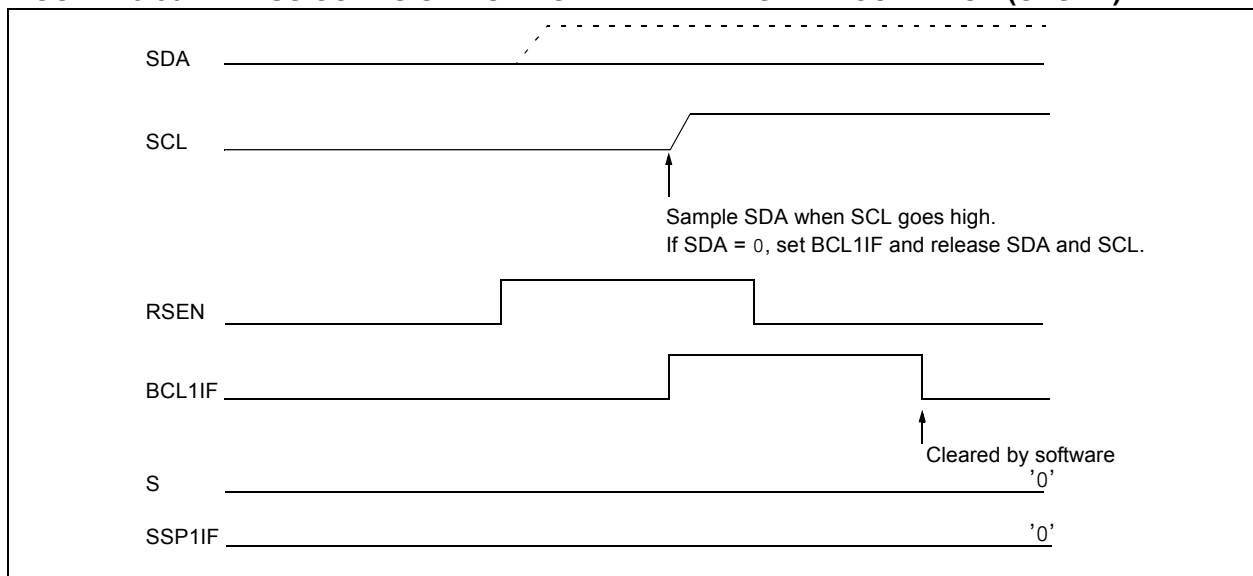 SDA
SCL
Sample SDA when SCL goes high.
If SDA = 0, set BCL1IF and release SDA and SCL.
RSEN
BCL1IF
Cleared by software
S
'0'
SSP1IF
'0'